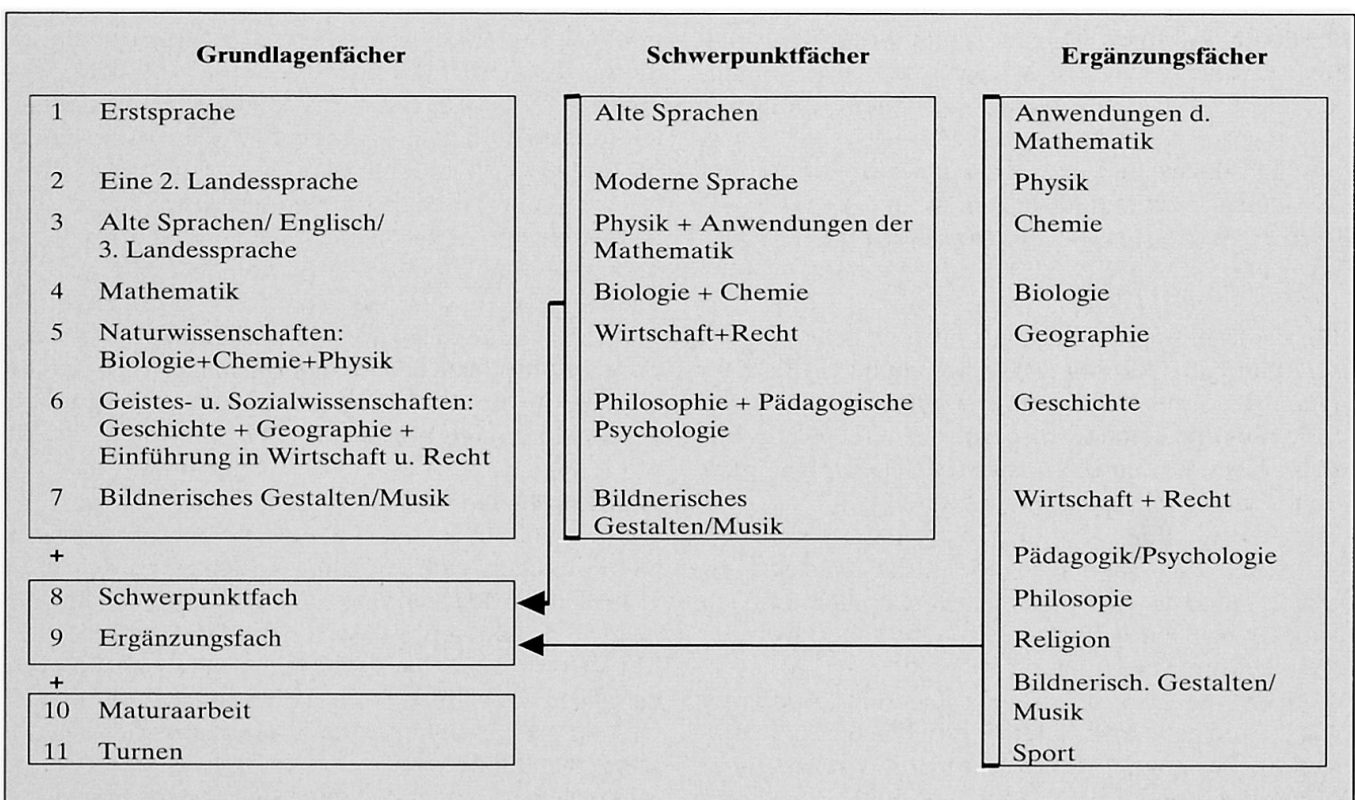 Grundlagenfächer
1 Erstsprache
2 Eine 2. Landessprache
3 Alte Sprachen/ Englisch/
3. Landessprache
4 Mathematik
5 Naturwissenschaften:
Biologie+Chemie+Physik
6 Geistes- u. Sozialwissenschaften:
Geschichte + Geographie +
Einführung in Wirtschaft u. Recht
7 Bildnerisches Gestalten/Musik
+
8 Schwerpunktfach
9 Ergänzungsfach
+
10 Maturaarbeit
11 Turnen
Schwerpunktfächer
Alte Sprachen
Moderne Sprache
Physik + Anwendungen der
Mathematik
Biologie + Chemie
Wirtschaft+Recht
Philosophie + Pädagogische
Psychologie
Bildnerisches
Gestalten/Musik
Ergänzungsfächer
Anwendungen d.
Mathematik
Physik
Chemie
Biologie
Geographie
Geschichte
Wirtschaft + Recht
Pädagogik/Psychologie
Philosopie
Religion
Bildnerisch. Gestalten/
Musik
Sport